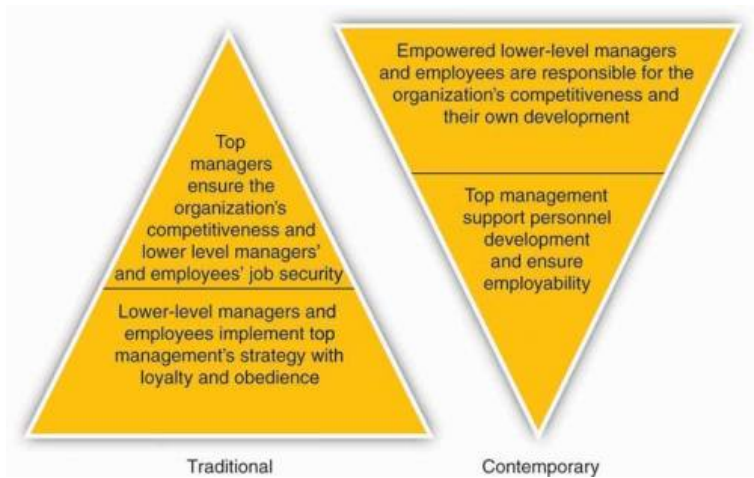 Top
managers
ensure the
organization's
competitiveness and
lower level managers'
and employees' job security
Lower-level managers and
employees implement top
management's strategy with
loyalty and obedience
Traditional
Empowered lower-level managers
and employees are responsible for the
organization's competitiveness and
their own development
Top management
support personnel
development
and ensure
employability
Contemporary